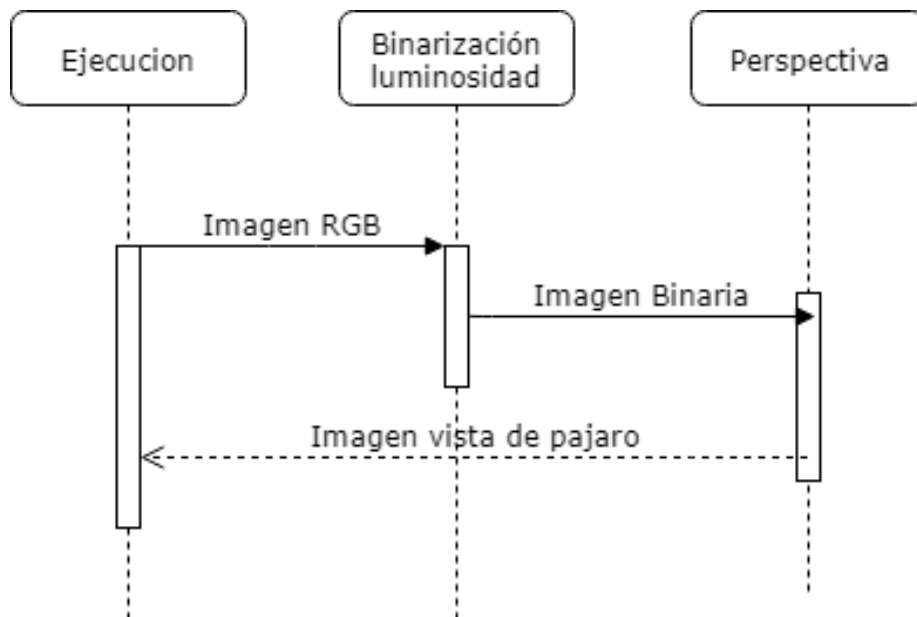 Ejecucion
Binarización
luminosidad
Perspectiva
Imagen RGB
Imagen Binaria
Imagen vista de pajaro